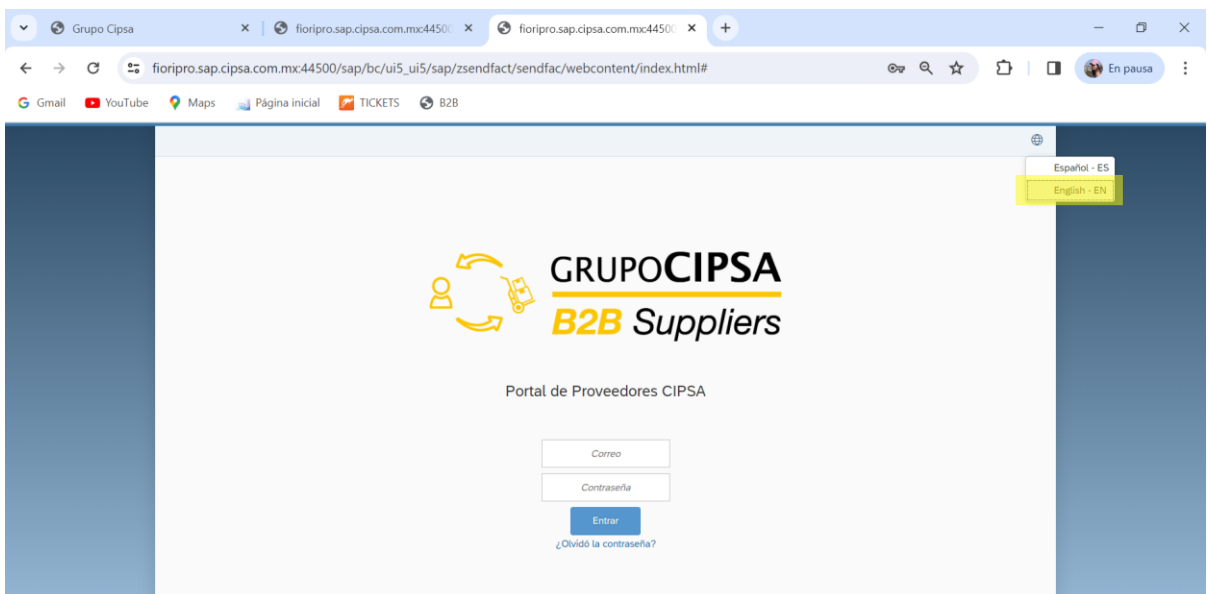 Grupo Cipsa
fioripro.sap.cipsa.com.mx:4450
fioripro.sap.cipsa.com.mx:4450
fioripro.sap.cipsa.com.mx:44500/sap/bc/ui5_ui5/sap/zsendfact/sendfac/webcontent/index.html#
En pausa
Gmail
YouTube
Maps
Página inicial
TICKETS
B2B
Español - ES
English - EN
GRUPOCIPSA
B2B Suppliers
Portal de Proveedores CIPSA
Correo
Contraseña
Entrar
¿Olvidó la contraseña?